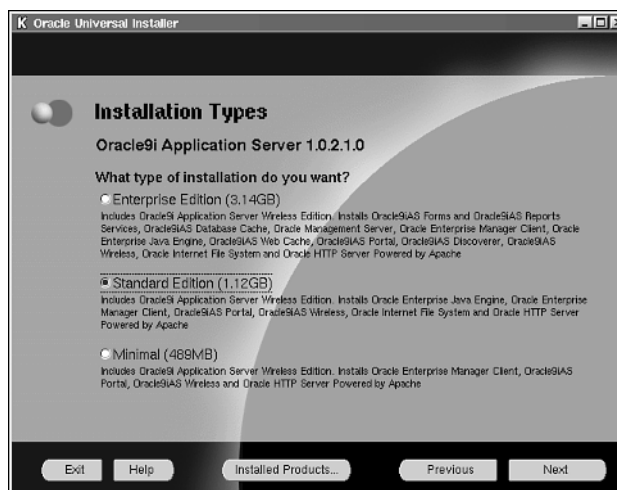 K Oracle Universal Installer
Installation Types
Oracle9i Application Server 1.0.2.1.0
What type of installation do you want?
Enterprise Edition (3.14GB)
Includes Oracle9i Application Server Wireless Edition. Installs Oracle9iAS Forms and Oracle9iAS Reports
Services, Oracle9iAS Database Cache, Oracle Management Server, Oracle Enterprise Manager Client, Oracle
Enterprise Java Engine, Oracle9iAS Web Cache, Oracle9iAS Portal, Oracle9iAS Discoverer, Oracle9iAS
Wireless, Oracle Internet File System and Oracle HTTP Server Powered by Apache
Standard Edition (1.12GB)
Includes Oracle9i Application Server Wireless Edition. Installs Oracle Enterprise Java Engine, Oracle Enterprise
Manager Client, Oracle9iAS Portal, Oracle9iAS Wireless, Oracle Internet File System and Oracle HTTP Server
Powered by Apache
Minimal (469MB)
Includes Oracle9i Application Server Wireless Edition. Installs Oracle Enterprise Manager Client, Oracle9iAS
Portal, Oracle9iAS Wireless and Oracle HTTP Server Powered by Apache
Exit Help Installed Products... Previous Next